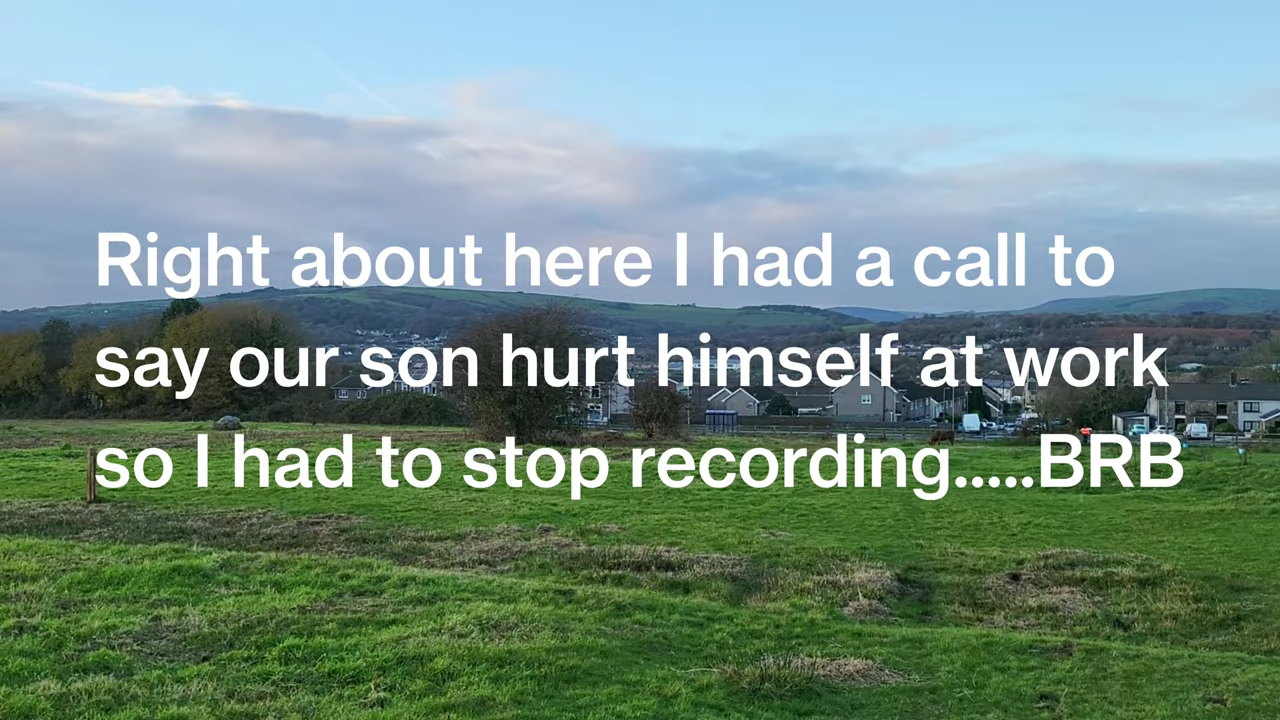 Right about here I had a call to
say our son hurt himself at work
so I had to stop recording.....BRB